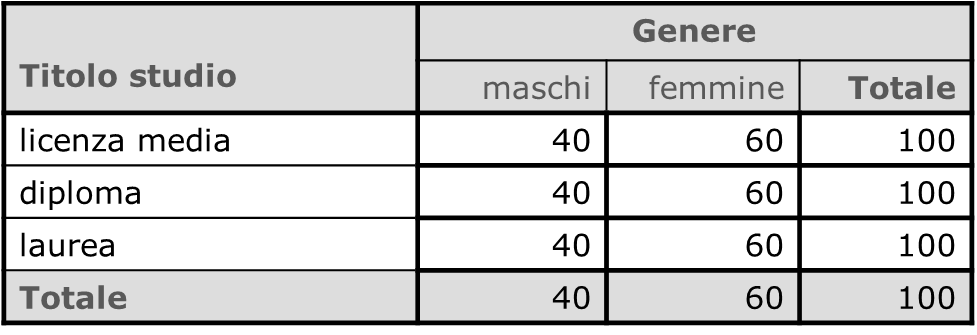 Genere
Titolo studio
maschi femmine Totale
licenza media 40 60 100
diploma 40 60 100
laurea 40 60 100
Totale 40 60 100